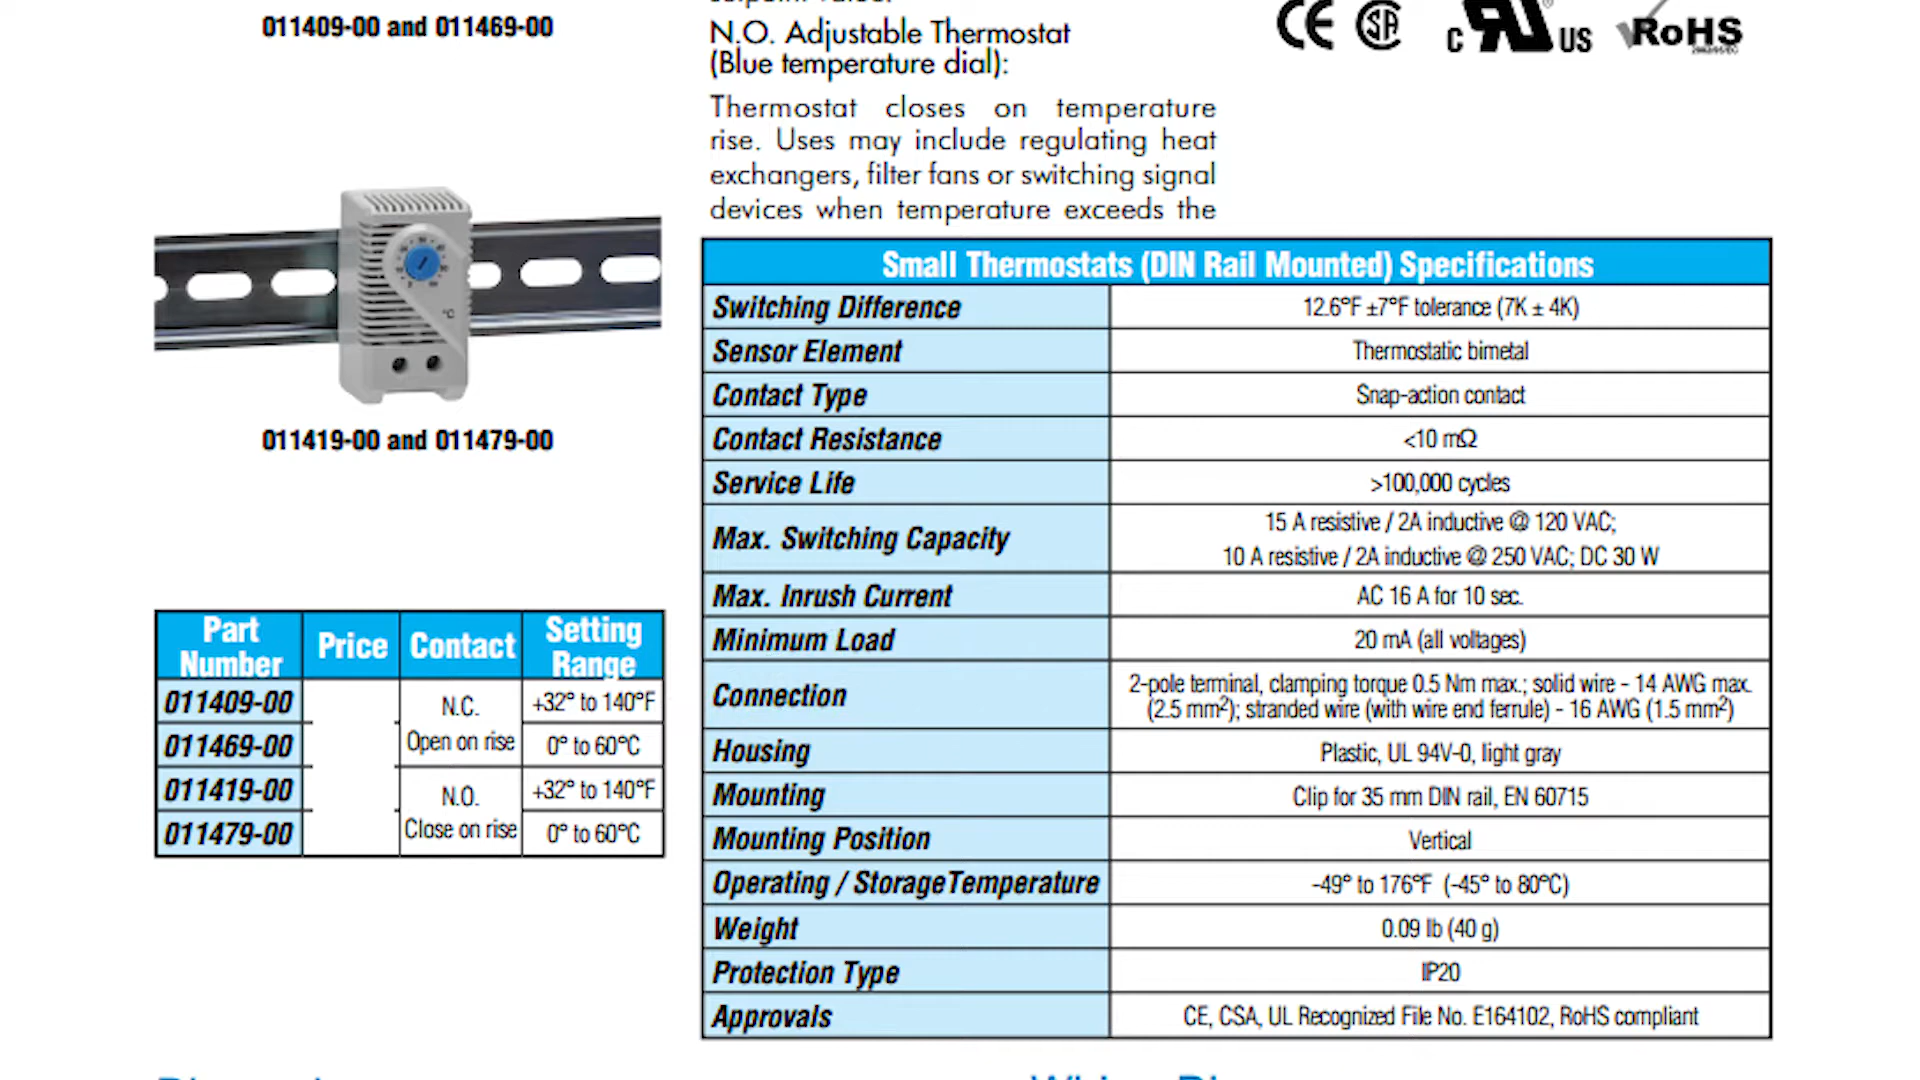 011409-00 and 011469-00
011419-00 and 011479-00
N.O. Adjustable Thermostat
(Blue temperature dial):
Thermostat closes on temperature
rise. Uses may include regulating heat
exchangers, filter fans or switching signal
devices when temperature exceeds the
CE SA C RU® US RoHS
Part Number Price Contact Setting Range
011409-00 N.C. Open on rise +32° to 140°F
011469-00 0° to 60°C
011419-00 N.O. Close on rise +32° to 140°F
011479-00 0° to 60°C
Small Thermostats (DIN Rail Mounted) Specifications
Switching Difference 12.6°F ±7°F tolerance (7K ± 4K)
Sensor Element Thermostatic bimetal
Contact Type Snap-action contact
Contact Resistance <10 mΩ
Service Life >100,000 cycles
Max. Switching Capacity 15 A resistive / 2A inductive @ 120 VAC;
10 A resistive / 2A inductive @ 250 VAC; DC 30 W
Max. Inrush Current AC 16 A for 10 sec.
Minimum Load 20 mA (all voltages)
Connection 2-pole terminal, clamping torque 0.5 Nm max.; solid wire - 14 AWG max.
(2.5 mm²); stranded wire (with wire end ferrule) - 16 AWG (1.5 mm²)
Housing Plastic, UL 94V-0, light gray
Mounting Clip for 35 mm DIN rail, EN 60715
Mounting Position Vertical
Operating / Storage Temperature -49° to 176°F (-45° to 80°C)
Weight 0.09 lb (40 g)
Protection Type IP20
Approvals CE, CSA, UL Recognized File No. E164102, RoHS compliant